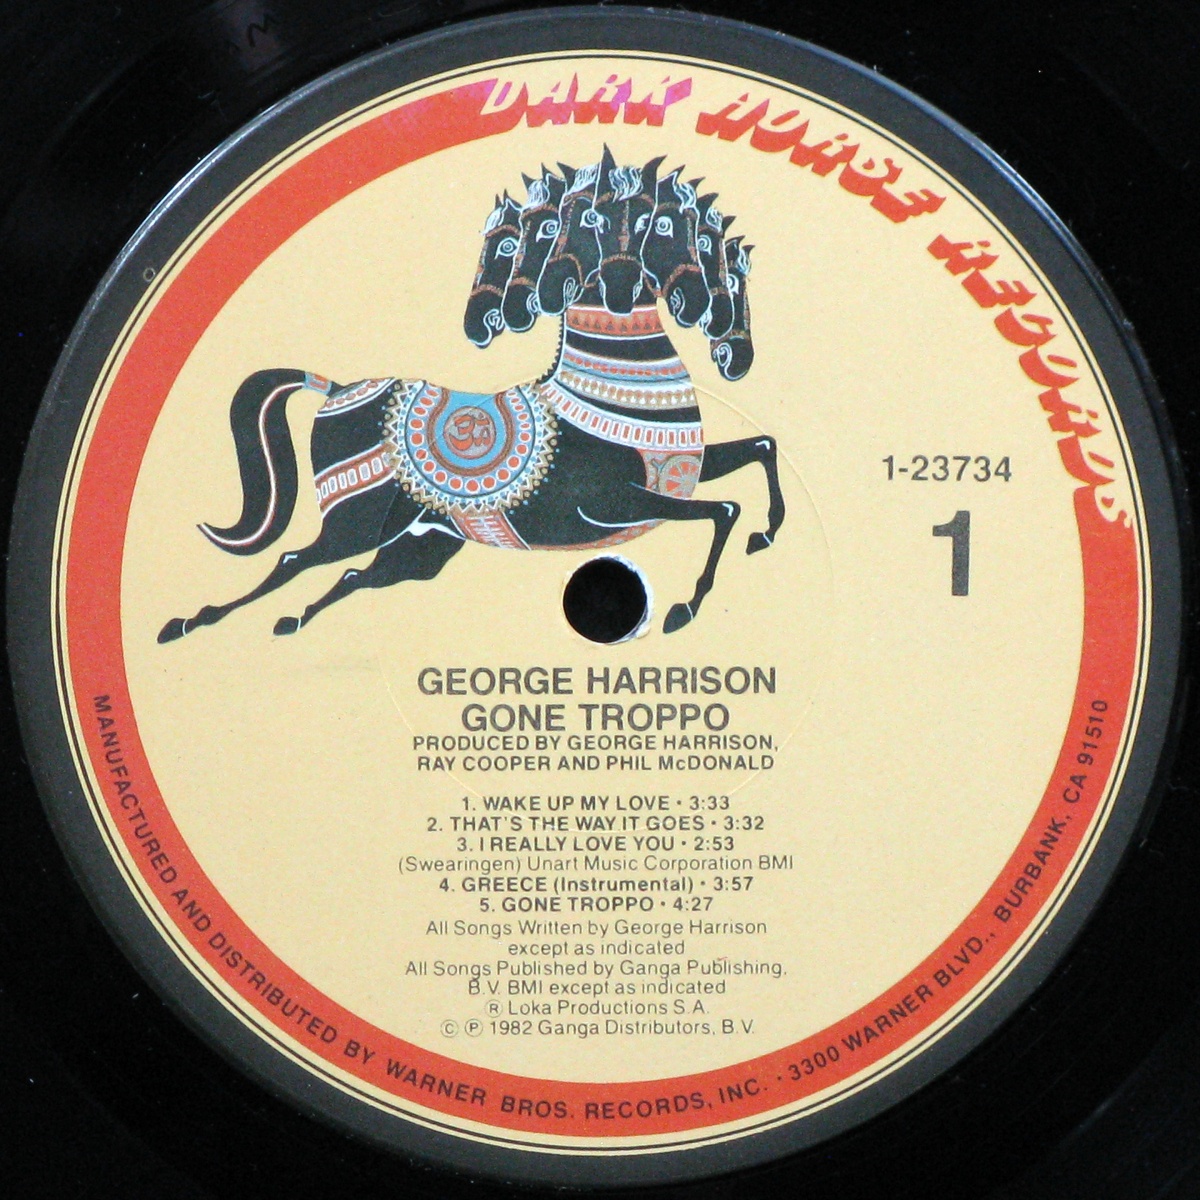 DARK HORSE RECORDS
1-23734
1
GEORGE HARRISON
GONE TROPPO
PRODUCED BY GEORGE HARRISON,
RAY COOPER AND PHIL McDONALD
1. WAKE UP MY LOVE • 3:33
2. THAT'S THE WAY IT GOES • 3:32
3. I REALLY LOVE YOU • 2:53
(Swearingen) Unart Music Corporation BMI
4. GREECE (Instrumental) • 3:57
5. GONE TROPPO • 4:27
All Songs Written by George Harrison
except as indicated
All Songs Published by Ganga Publishing,
B.V. BMI except as indicated
Ⓡ Loka Productions S.A.
© ℗ 1982 Ganga Distributors, B.V.
MANUFACTURED AND DISTRIBUTED BY WARNER BROS. RECORDS, INC. • 3300 WARNER BLVD., BURBANK, CA 91510
ॐ